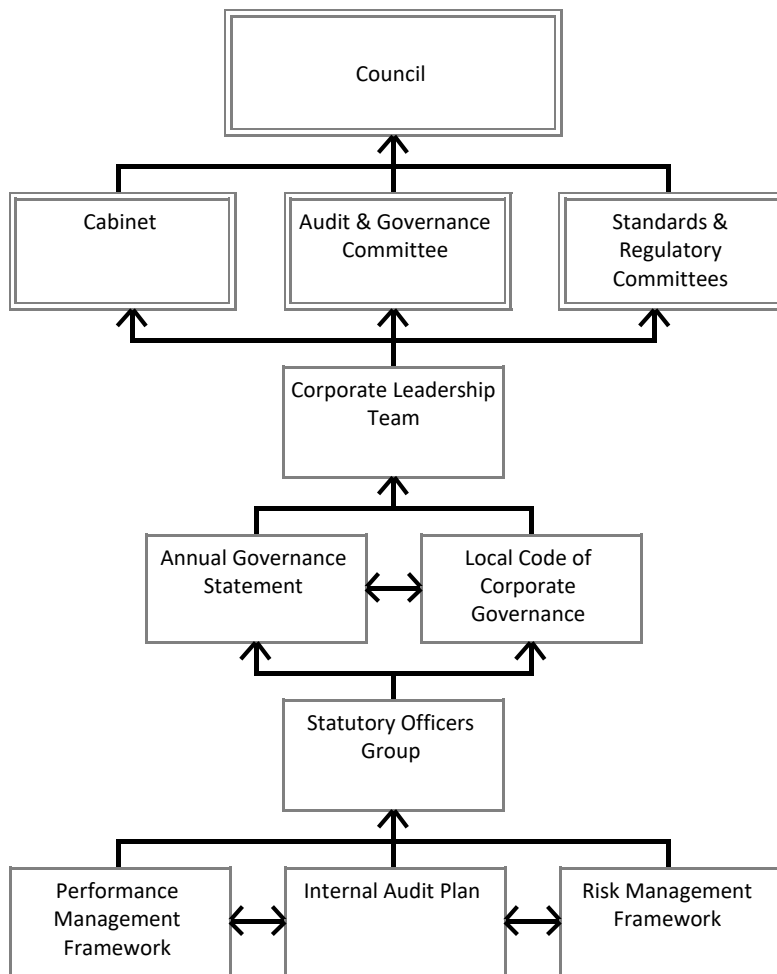 Council
Cabinet
Audit & Governance
Committee
Standards &
Regulatory
Committees
Corporate Leadership
Team
Annual Governance
Statement
Local Code of
Corporate
Governance
Statutory Officers
Group
Performance
Management
Framework
Internal Audit Plan
Risk Management
Framework